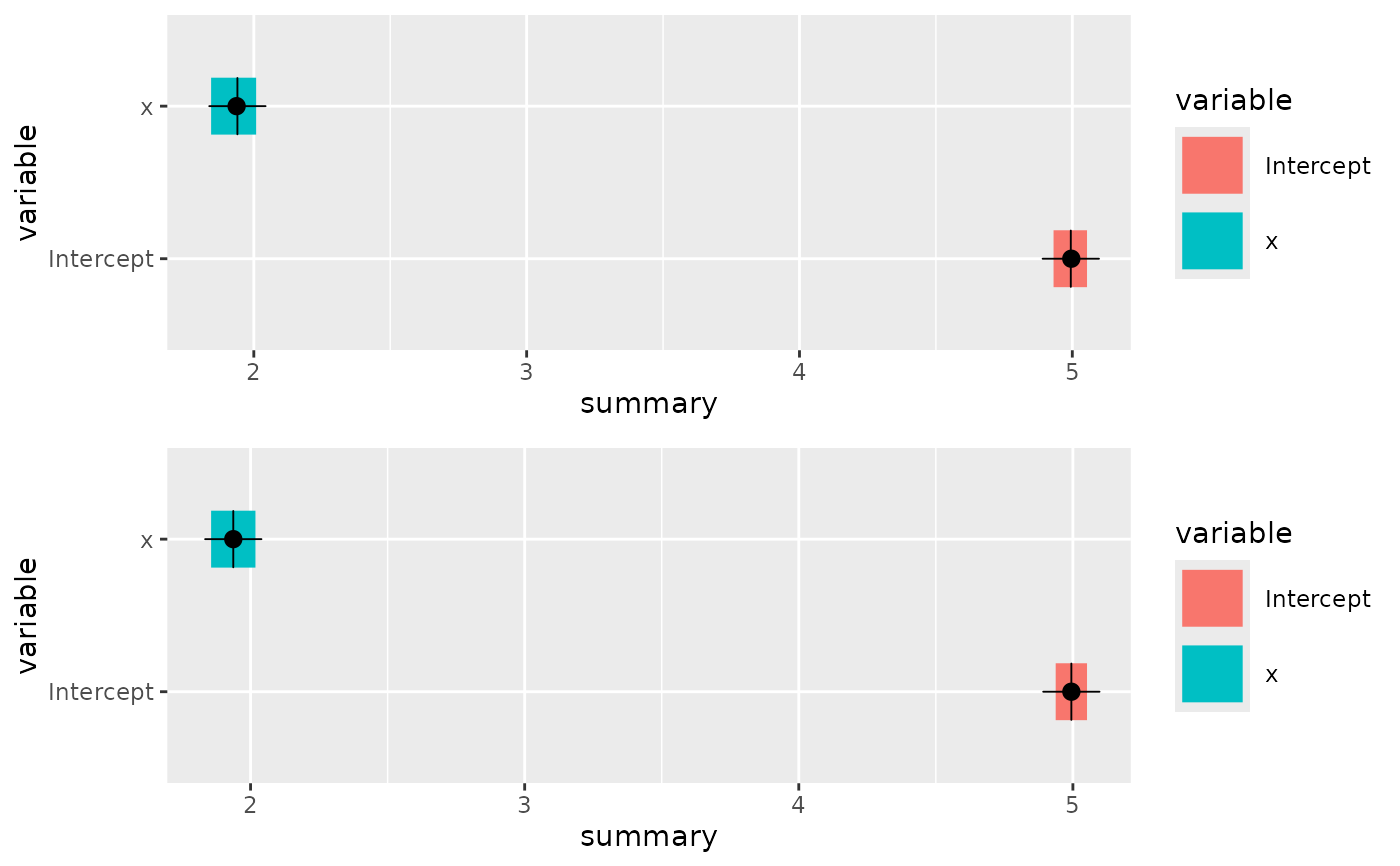 variable
x
Intercept
2 3 4 5
summary
variable
Intercept
x
variable
x
Intercept
2 3 4 5
summary
variable
Intercept
x